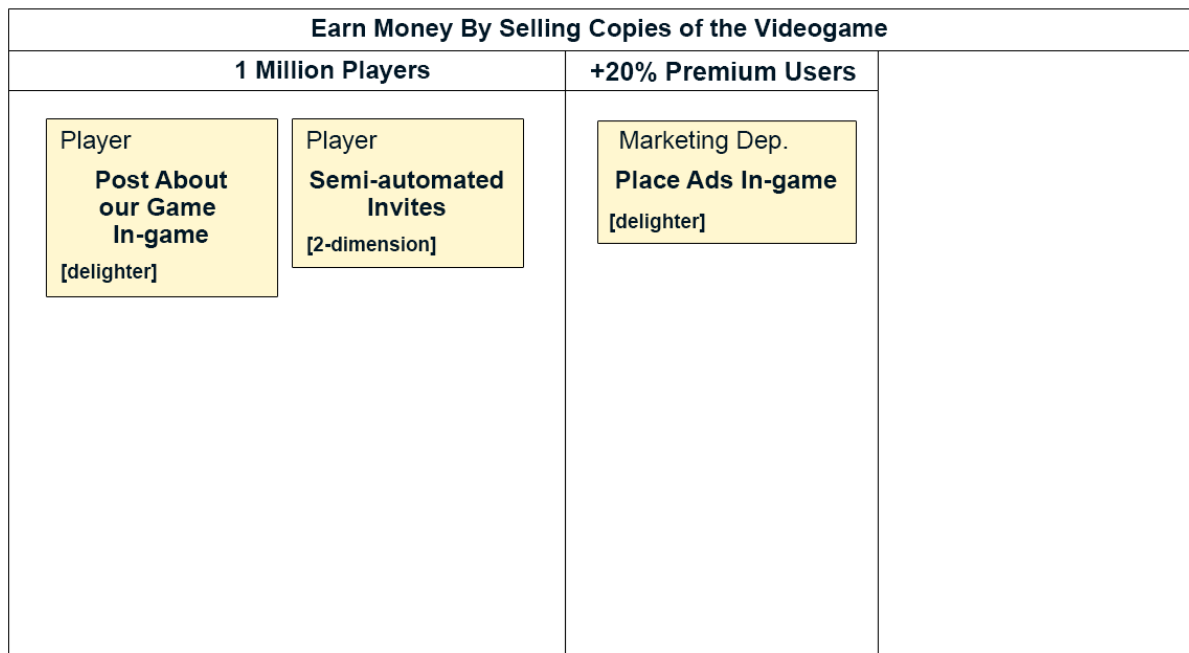 Earn Money By Selling Copies of the Videogame
1 Million Players
+20% Premium Users
Player
Post About
our Game
In-game
[delighter]
Player
Semi-automated
Invites
[2-dimension]
Marketing Dep.
Place Ads In-game
[delighter]